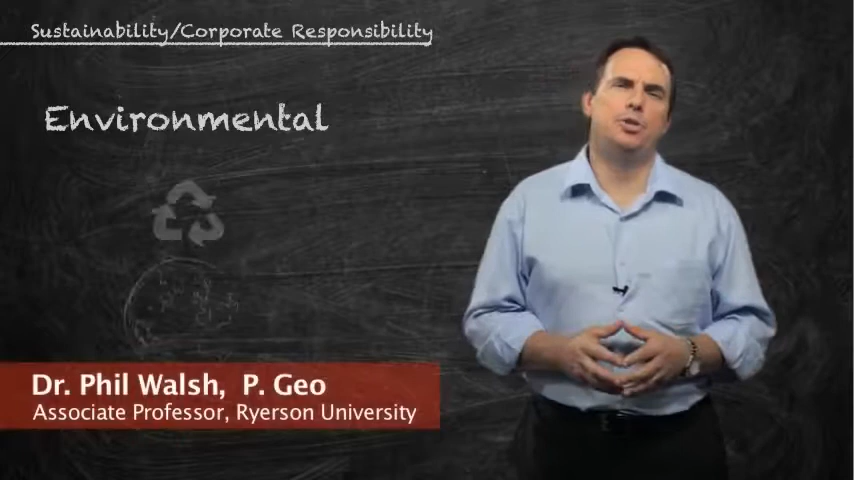 Sustainability/Corporate Responsibility
Environmental
Dr. Phil Walsh, P. Geo
Associate Professor, Ryerson University